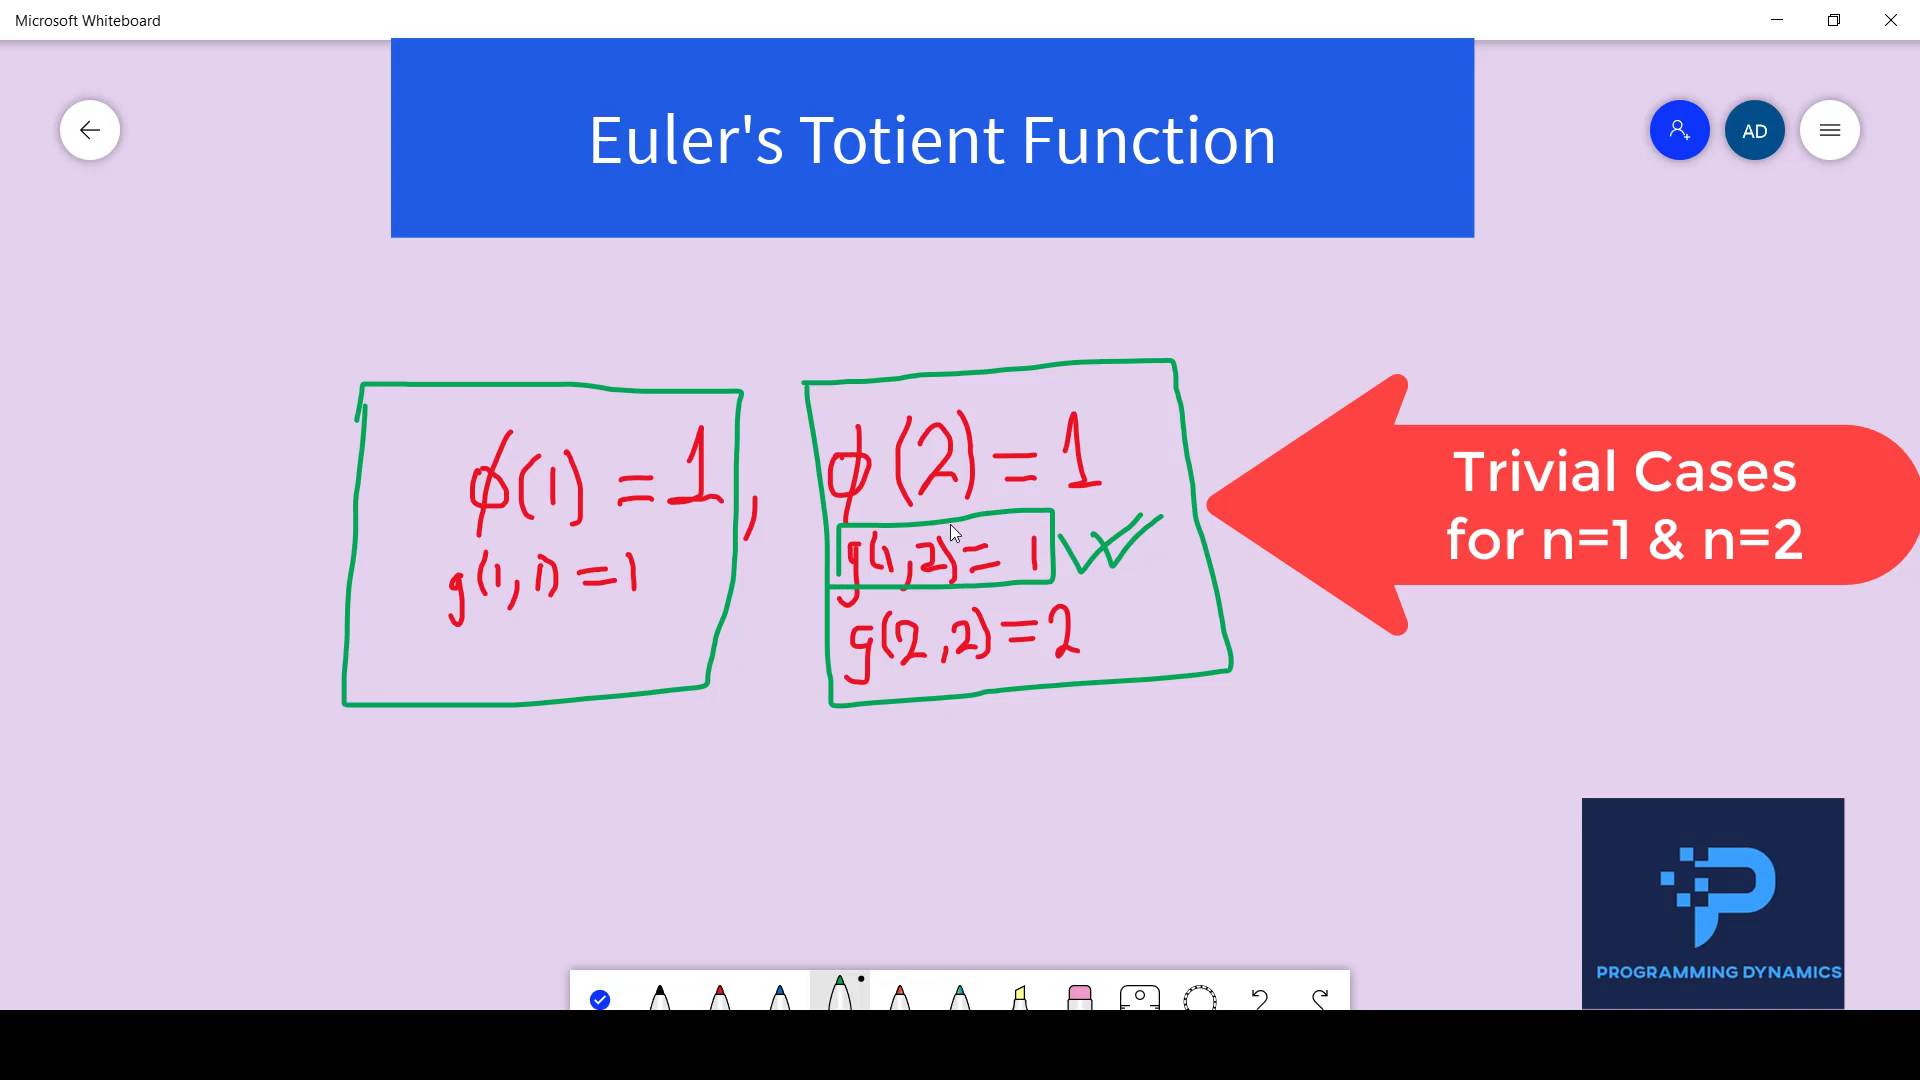 Microsoft Whiteboard
Euler's Totient Function
AD
ϕ(1) = 1,
g(1,1) = 1
ϕ(2) = 1
g(1,2) = 1
g(2,2) = 2
Trivial Cases
for n=1 & n=2
PROGRAMMING DYNAMICS